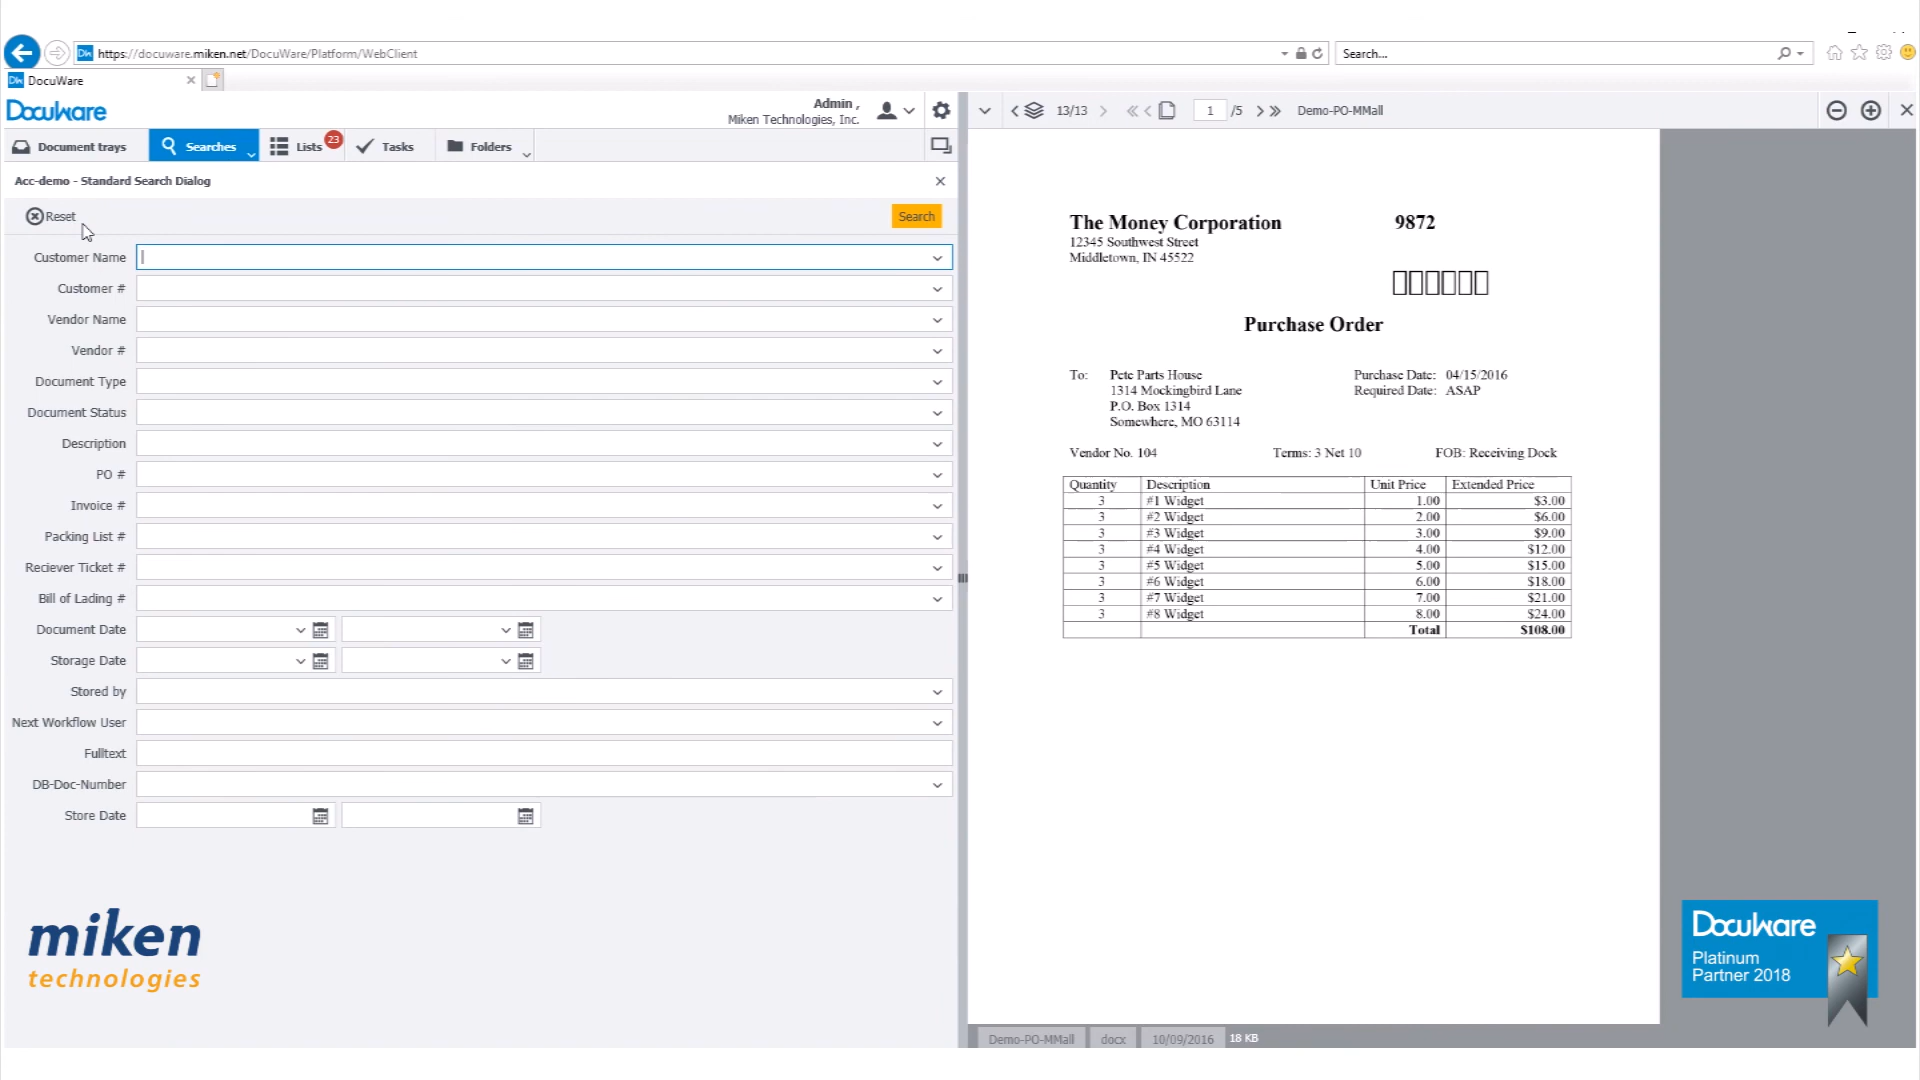 https://docuware.miken.net/DocuWare/Platform/WebClient
Search...
DW DocuWare
DocuWare
Admin ,
Miken Technologies, Inc.
Document trays
Searches
Lists
23
Tasks
Folders
Acc-demo - Standard Search Dialog
Reset
Search
Customer Name
Customer #
Vendor Name
Vendor #
Document Type
Document Status
Description
PO #
Invoice #
Packing List #
Reciever Ticket #
Bill of Lading #
Document Date
Storage Date
Stored by
Next Workflow User
Fulltext
DB-Doc-Number
Store Date
miken
technologies
13/13
1 /5
Demo-PO-MMall
The Money Corporation 9872
12345 Southwest Street
Middletown, IN 45522
Purchase Order
To: Pete Parts House Purchase Date: 04/15/2016
1314 Mockingbird Lane Required Date: ASAP
P.O. Box 1314
Somewhere, MO 63114
Vendor No. 104 Terms: 3 Net 10 FOB: Receiving Dock
Quantity Description Unit Price Extended Price
3 #1 Widget 1.00 $3.00
3 #2 Widget 2.00 $6.00
3 #3 Widget 3.00 $9.00
3 #4 Widget 4.00 $12.00
3 #5 Widget 5.00 $15.00
3 #6 Widget 6.00 $18.00
3 #7 Widget 7.00 $21.00
3 #8 Widget 8.00 $24.00
Total $108.00
DocuWare
Platinum
Partner 2018
Demo-PO-MMall docx 10/09/2016 18 KB